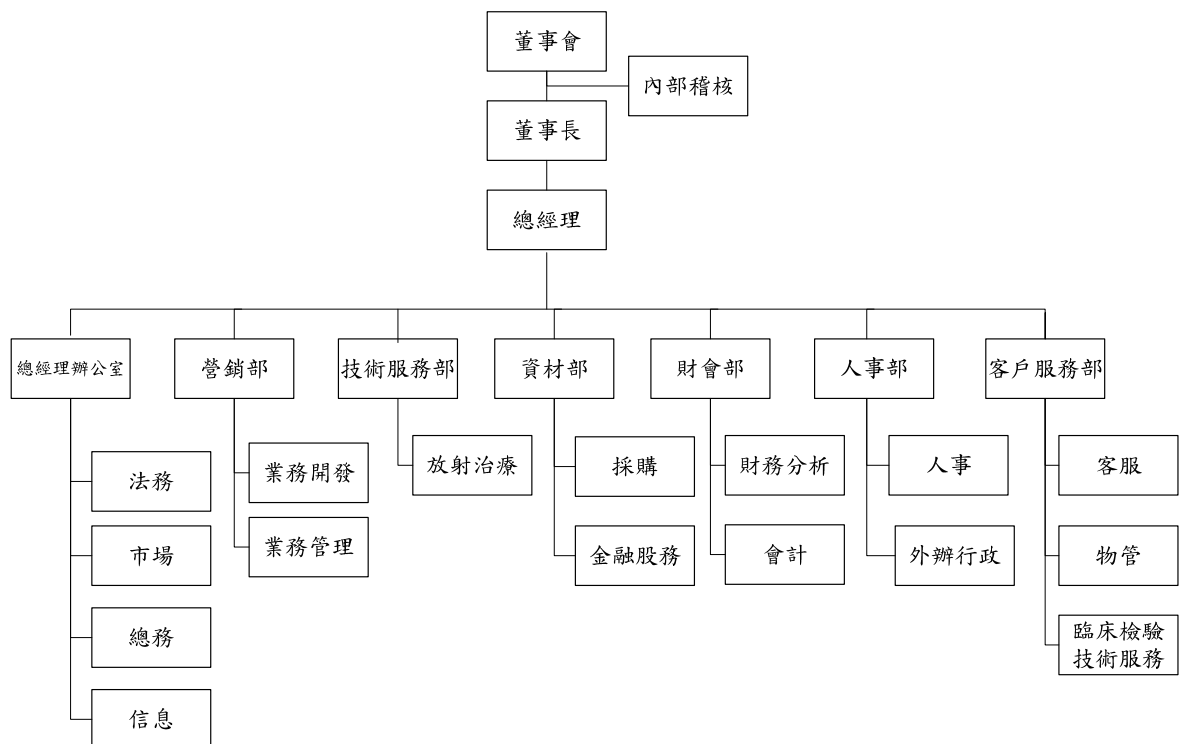 董事會
內部稽核
董事長
總經理
總經理辦公室
營銷部
技術服務部
資材部
財會部
人事部
客戶服務部
法務
市場
總務
信息
業務開發
業務管理
放射治療
採購
金融股務
財務分析
會計
人事
外辦行政
客服
物管
臨床檢驗
技術服務